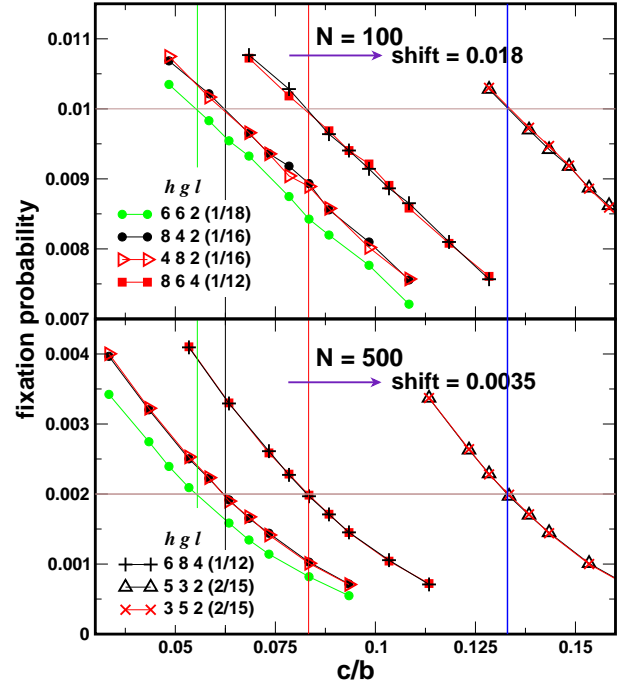 fixation probability
0.011
0.01
0.009
0.008
0.007
N = 100
shift = 0.018
h g l
6 6 2 (1/18)
8 4 2 (1/16)
4 8 2 (1/16)
8 6 4 (1/12)
0.004
0.003
0.002
0.001
0
N = 500
shift = 0.0035
h g l
6 8 4 (1/12)
5 3 2 (2/15)
3 5 2 (2/15)
0.05 0.075 0.1 0.125 0.15
c/b